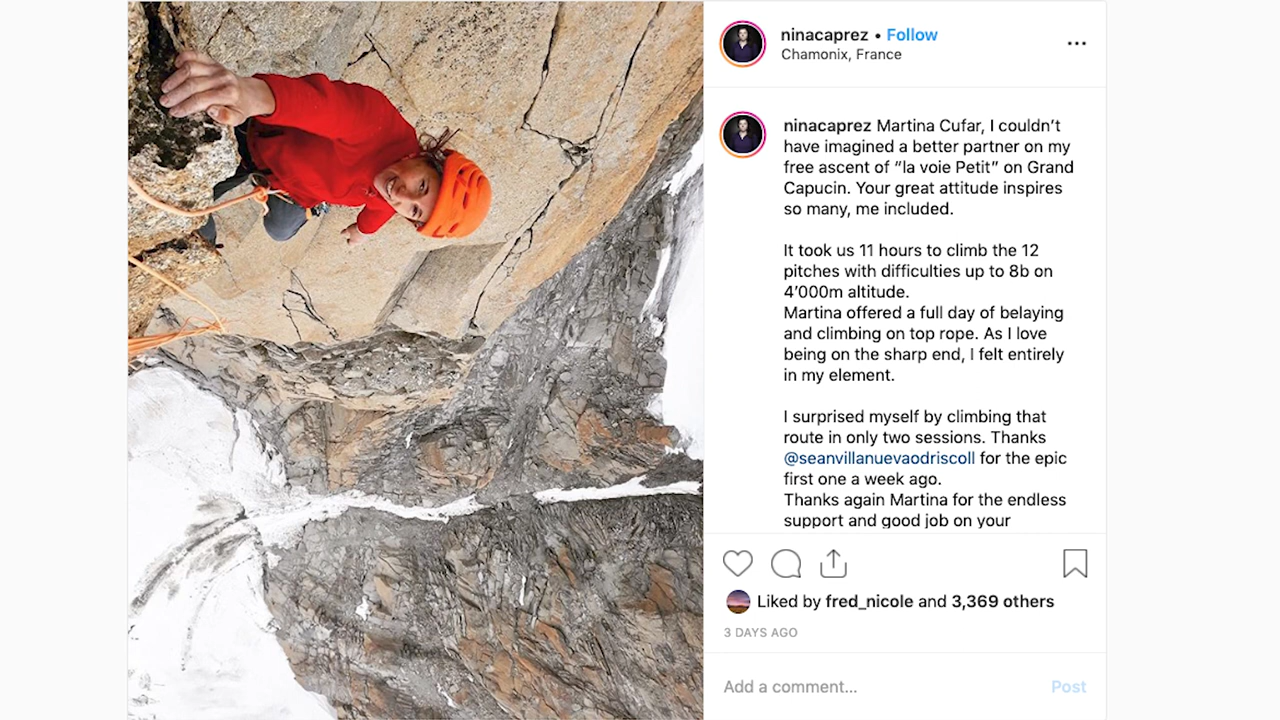 ninacaprez • Follow
Chamonix, France
ninacaprez Martina Cufar, I couldn’t
have imagined a better partner on my
free ascent of “la voie Petit” on Grand
Capucin. Your great attitude inspires
so many, me included.
It took us 11 hours to climb the 12
pitches with difficulties up to 8b on
4’000m altitude.
Martina offered a full day of belaying
and climbing on top rope. As I love
being on the sharp end, I felt entirely
in my element.
I surprised myself by climbing that
route in only two sessions. Thanks
@seanvillanuevaodriscoll for the epic
first one a week ago.
Thanks again Martina for the endless
support and good job on your
Liked by fred_nicole and 3,369 others
3 DAYS AGO
Add a comment... Post